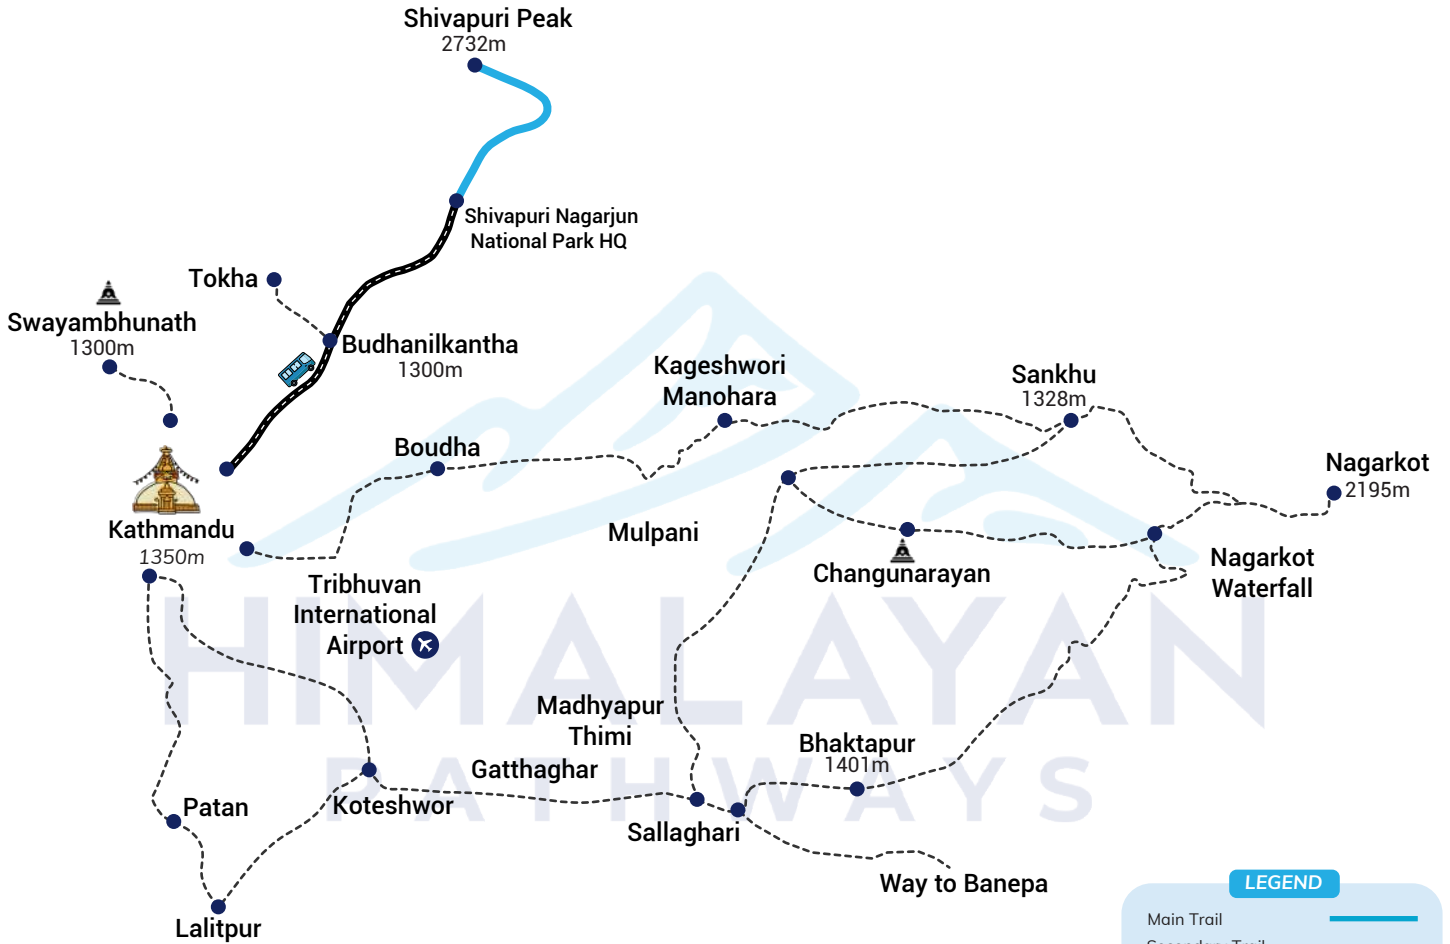 Shivapuri Peak
2732m
Shivapuri Nagarjun
National Park HQ
Tokha
Swayambhunath
1300m
Budhanilkantha
1300m
Kageshwori
Manohara
Sankhu
1328m
Boudha
Nagarkot
2195m
Kathmandu
1350m
Mulpani
Changunarayan
Nagarkot
Waterfall
Tribhuvan
International
Airport
HIMALAYAN
PATHWAYS
Madhyapur
Thimi
Gatthaghar
Bhaktapur
1401m
Patan
Koteshwor
Sallaghari
Way to Banepa
Lalitpur
LEGEND
Main Trail
Secondary Trail